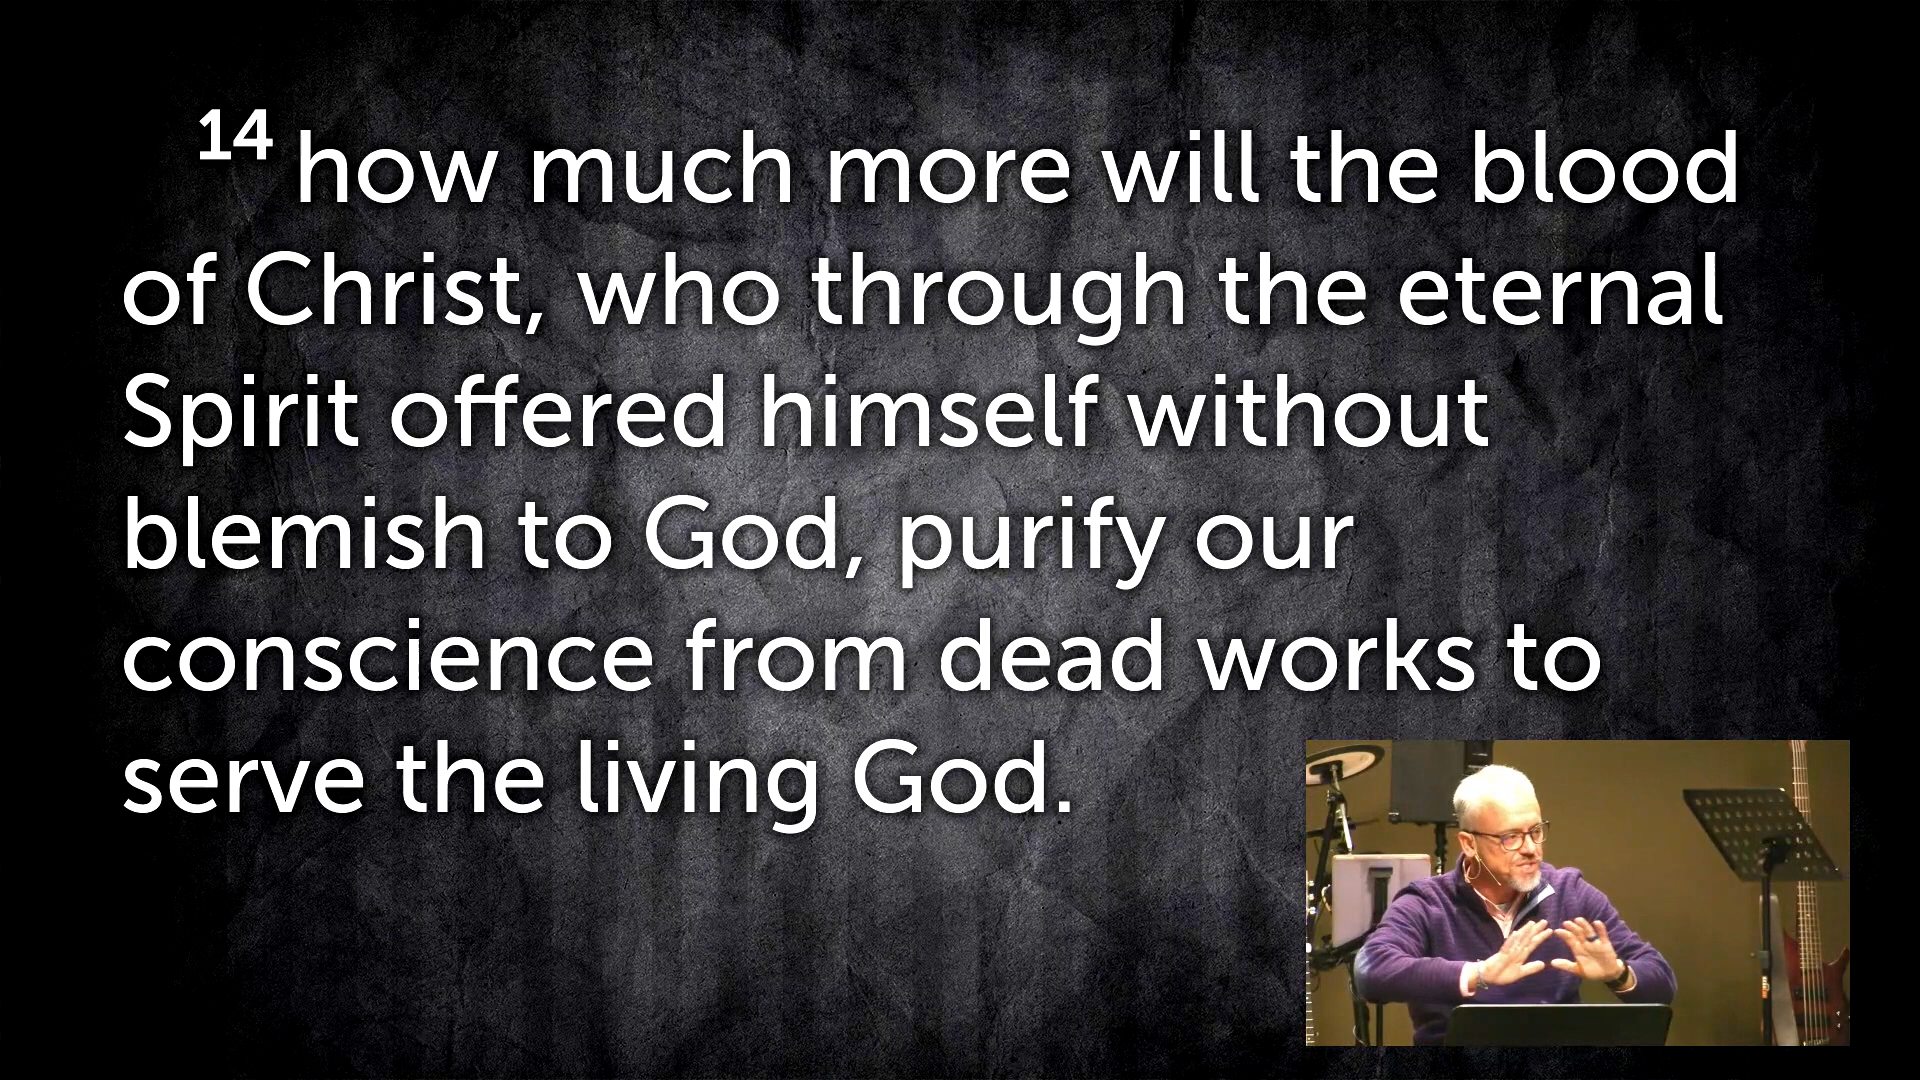 14 how much more will the blood
of Christ, who through the eternal
Spirit offered himself without
blemish to God, purify our
conscience from dead works to
serve the living God.